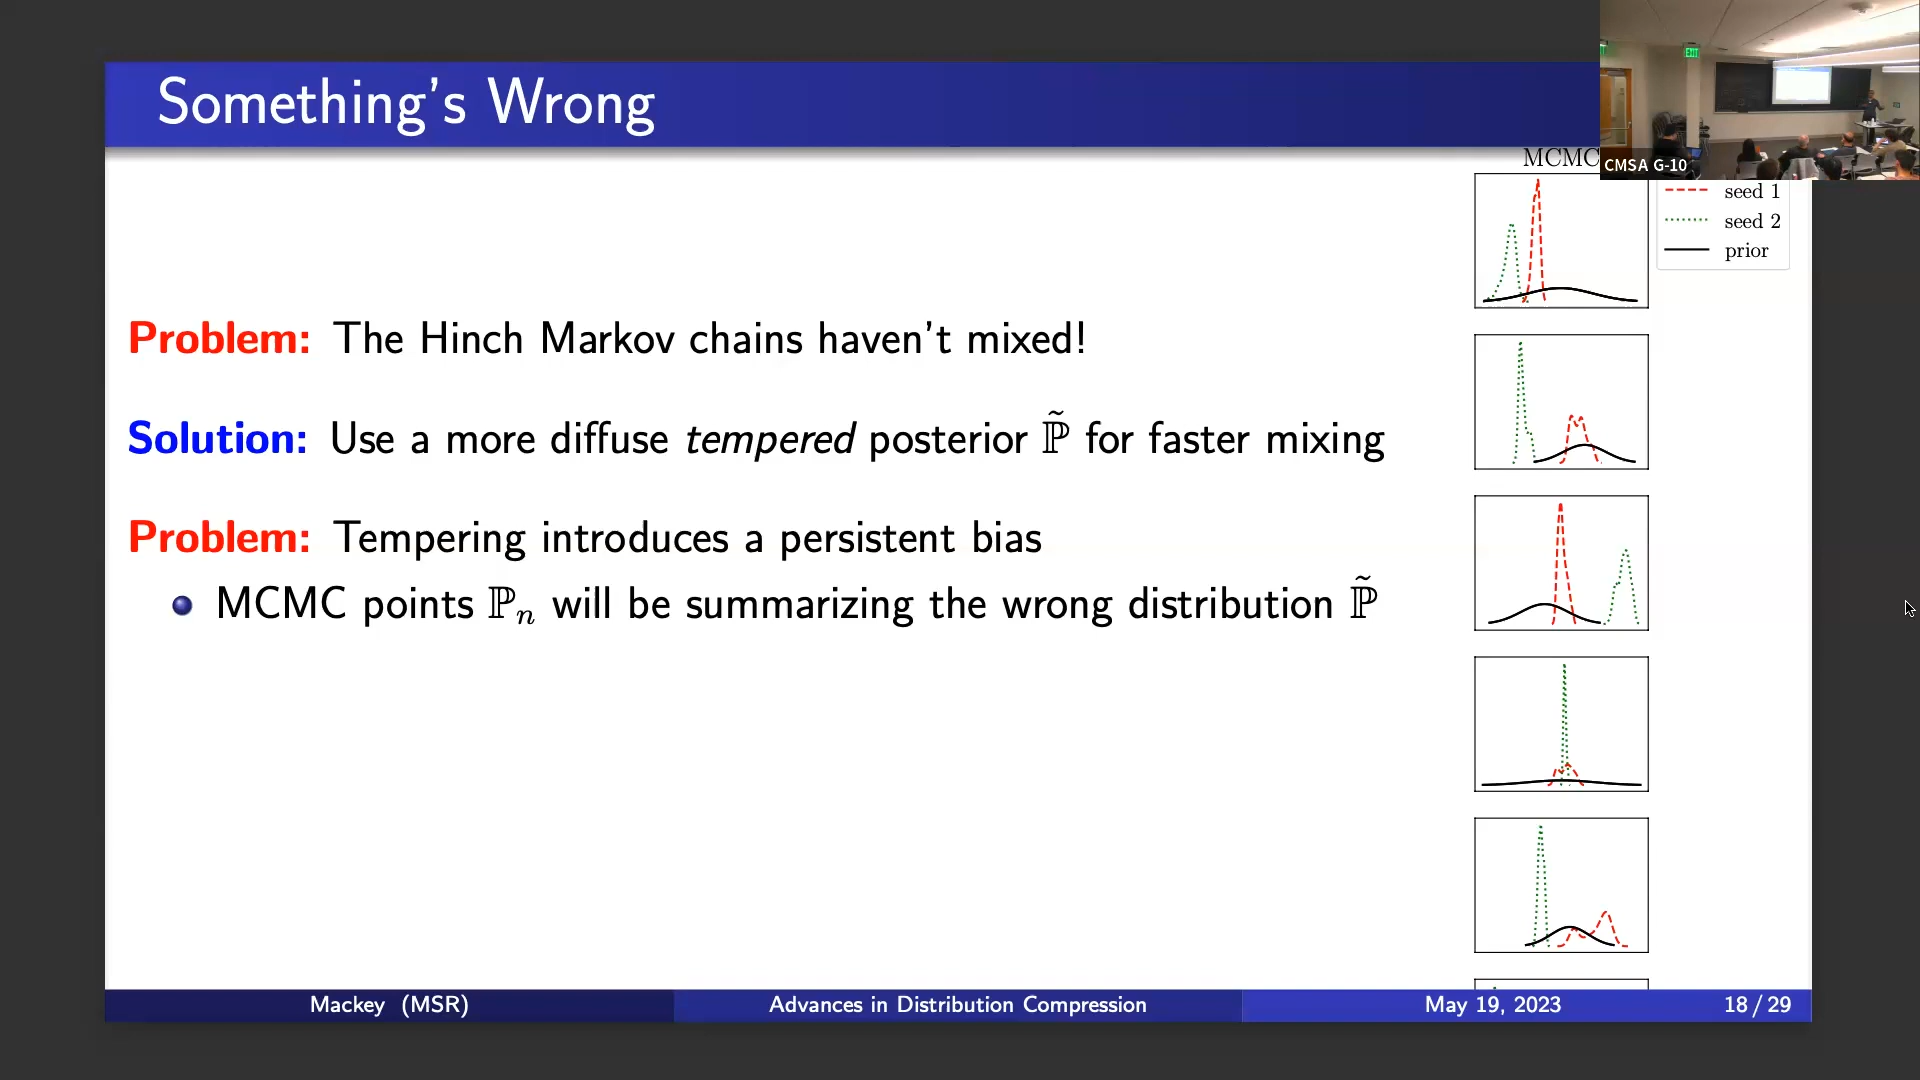 Something's Wrong
MCMC
CMSA G-10
EXIT
seed 1
seed 2
prior
Problem: The Hinch Markov chains haven't mixed!
Solution: Use a more diffuse tempered posterior ℙ̃ for faster mixing
Problem: Tempering introduces a persistent bias
MCMC points ℙₙ will be summarizing the wrong distribution ℙ̃
Mackey (MSR)
Advances in Distribution Compression
May 19, 2023
18 / 29